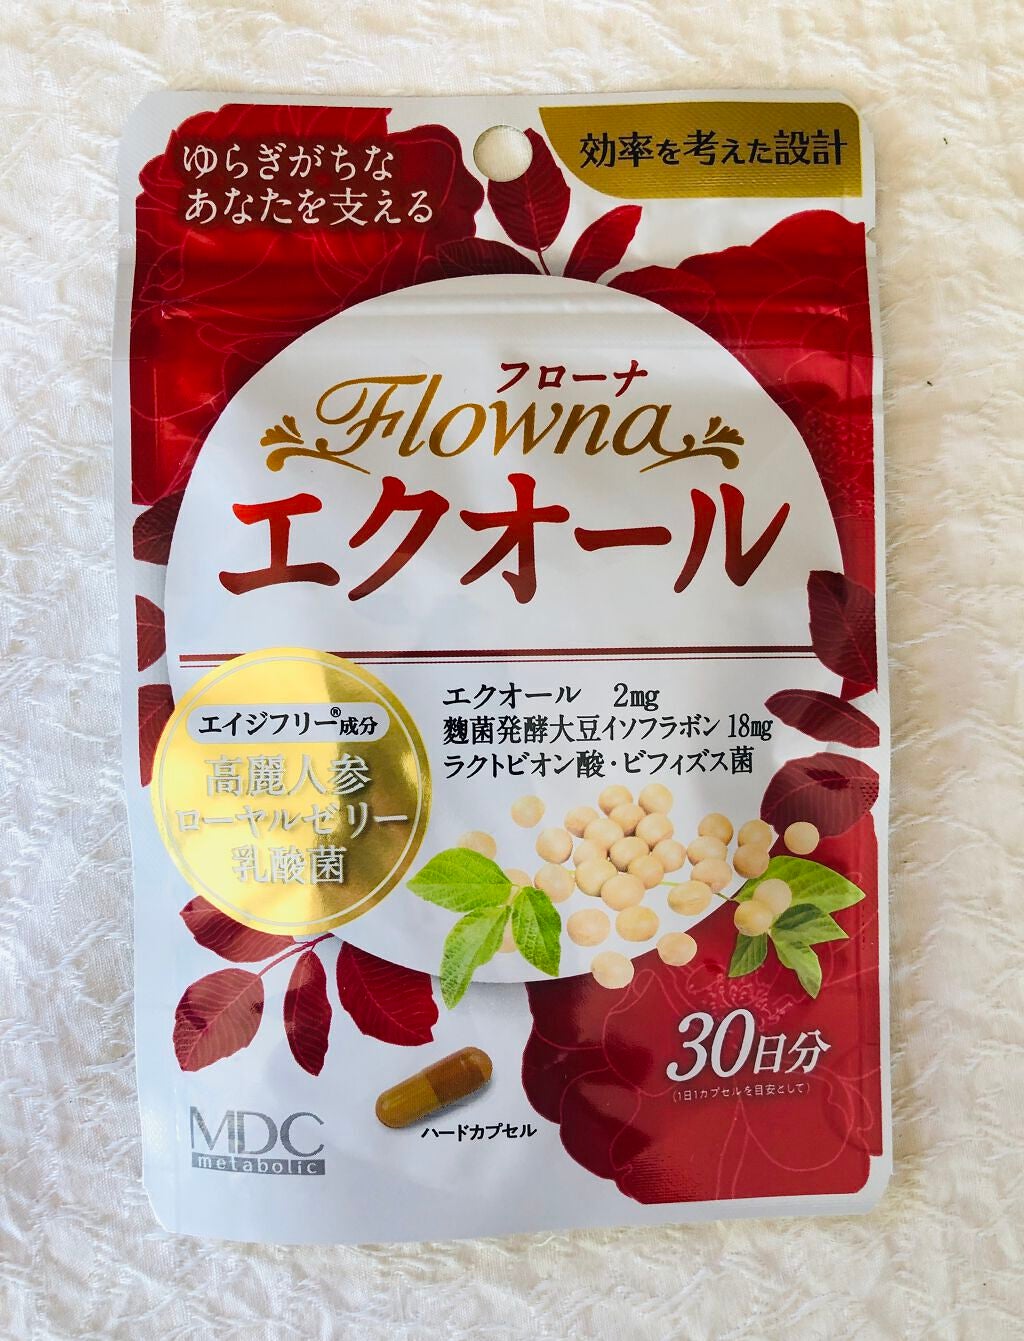 ゆらぎがちな
あなたを支える
効率を考えた設計
フローナ
Flowna
エクオール
エクオール 2mg
麴菌発酵大豆イソフラボン 18mg
ラクトビオン酸・ビフィズス菌
エイジフリー®成分
高麗人参
ローヤルゼリー
乳酸菌
30日分
(1日1カプセルを目安として)
ハードカプセル
MDC
metabolic